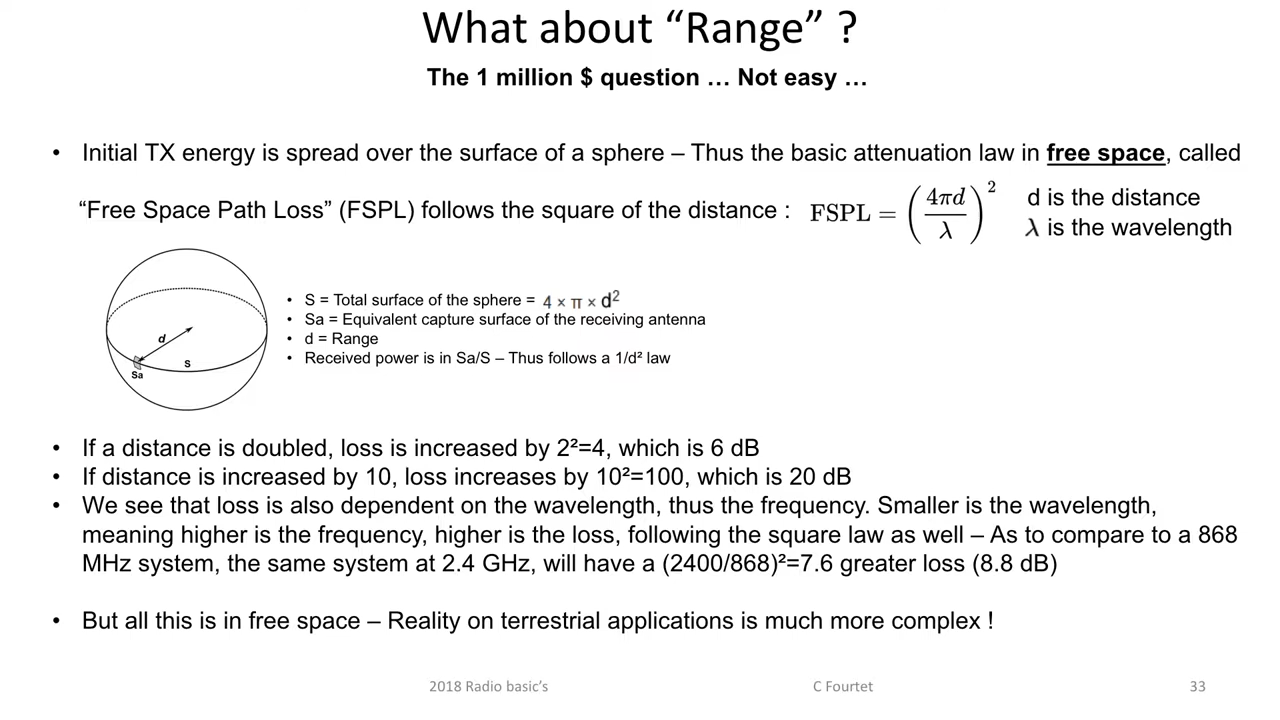 What about “Range” ?
The 1 million $ question … Not easy …
• Initial TX energy is spread over the surface of a sphere – Thus the basic attenuation law in free space, called
“Free Space Path Loss” (FSPL) follows the square of the distance : FSPL = (4πd/λ)²
d is the distance
λ is the wavelength
• S = Total surface of the sphere = 4 × π × d²
• Sa = Equivalent capture surface of the receiving antenna
• d = Range
• Received power is in Sa/S – Thus follows a 1/d² law
d
S
Sa
• If a distance is doubled, loss is increased by 2²=4, which is 6 dB
• If distance is increased by 10, loss increases by 10²=100, which is 20 dB
• We see that loss is also dependent on the wavelength, thus the frequency. Smaller is the wavelength,
meaning higher is the frequency, higher is the loss, following the square law as well – As to compare to a 868
MHz system, the same system at 2.4 GHz, will have a (2400/868)²=7.6 greater loss (8.8 dB)
• But all this is in free space – Reality on terrestrial applications is much more complex !
2018 Radio basic’s
C Fourtet
33